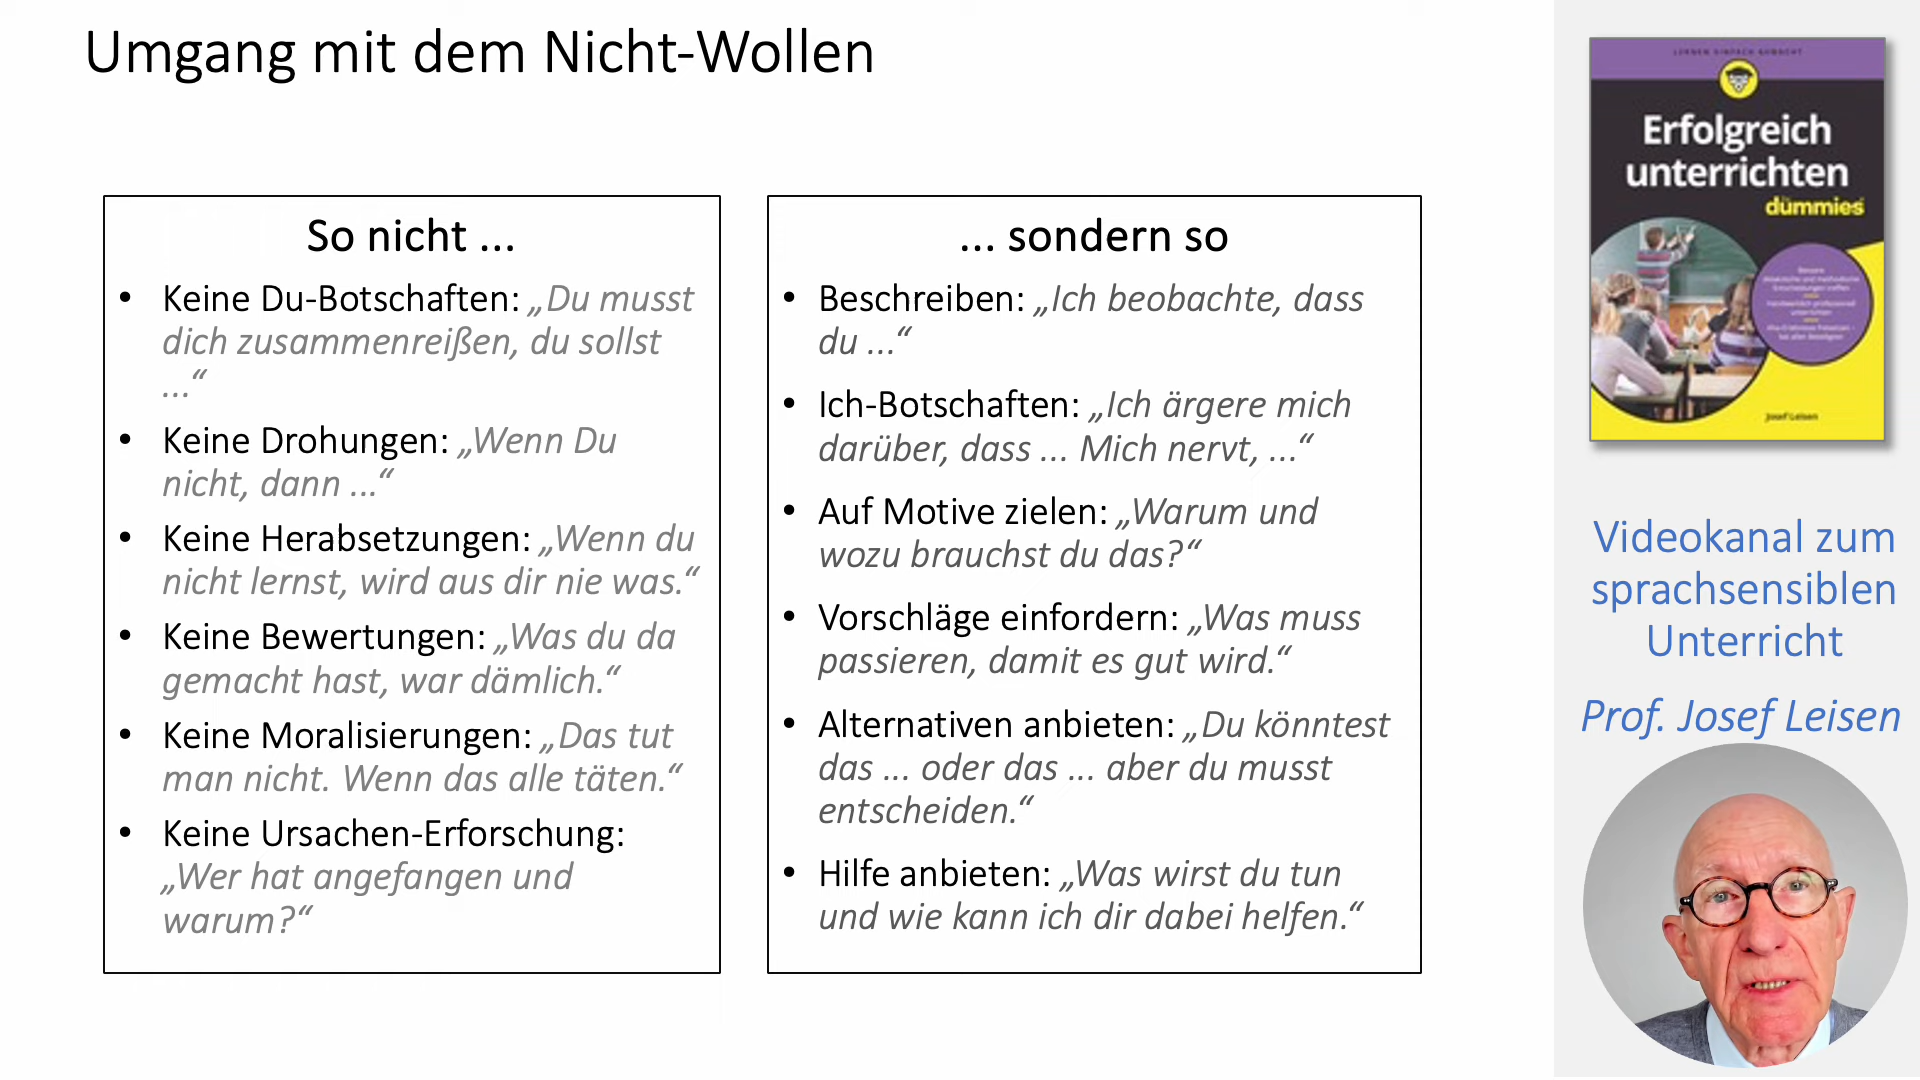 Umgang mit dem Nicht-Wollen
So nicht ...
• Keine Du-Botschaften: „Du musst
dich zusammenreißen, du sollst
...“
• Keine Drohungen: „Wenn Du
nicht, dann ...“
• Keine Herabsetzungen: „Wenn du
nicht lernst, wird aus dir nie was.“
• Keine Bewertungen: „Was du da
gemacht hast, war dämlich.“
• Keine Moralisierungen: „Das tut
man nicht. Wenn das alle täten.“
• Keine Ursachen-Erforschung:
„Wer hat angefangen und
warum?“
... sondern so
• Beschreiben: „Ich beobachte, dass
du ...“
• Ich-Botschaften: „Ich ärgere mich
darüber, dass ... Mich nervt, ...“
• Auf Motive zielen: „Warum und
wozu brauchst du das?“
• Vorschläge einfordern: „Was muss
passieren, damit es gut wird.“
• Alternativen anbieten: „Du könntest
das ... oder das ... aber du musst
entscheiden.“
• Hilfe anbieten: „Was wirst du tun
und wie kann ich dir dabei helfen.“
LERNEN EINFACH GEMACHT
Erfolgreich
unterrichten
dummies
Josef Leisen
Videokanal zum
sprachsensiblen
Unterricht
Prof. Josef Leisen